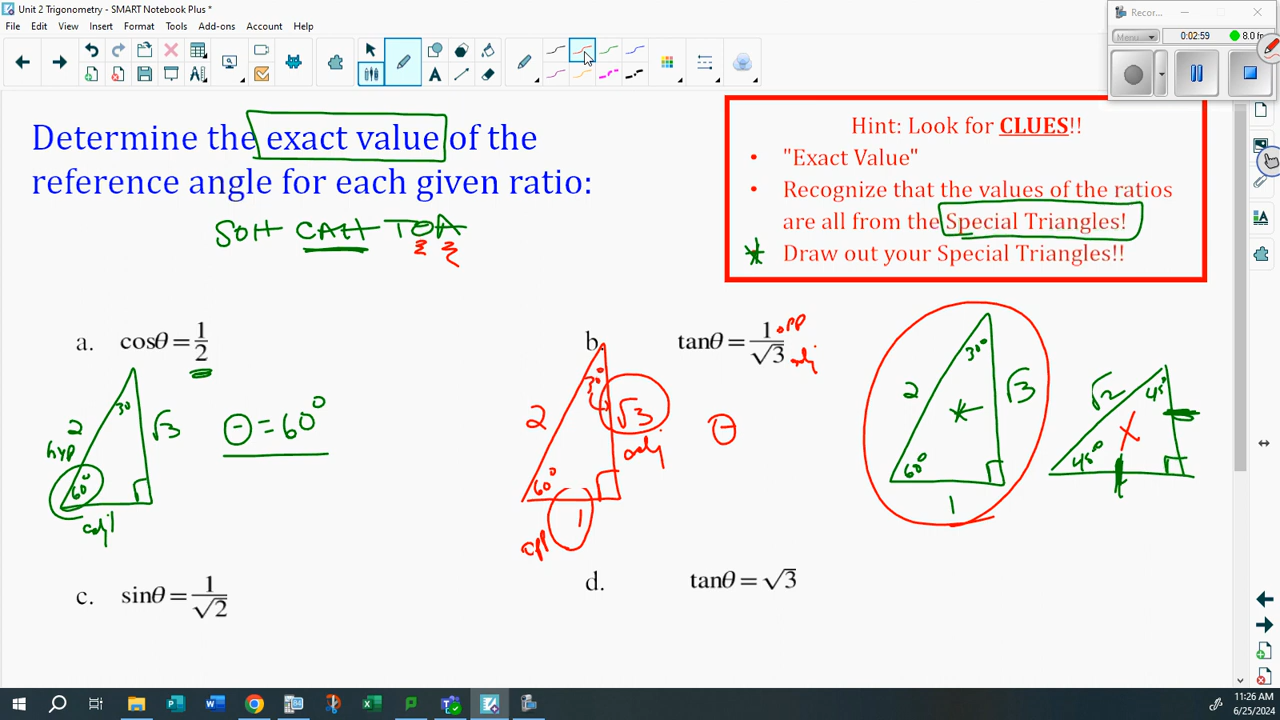 Unit 2 Trigonometry - SMART Notebook Plus *
File Edit View Insert Format Tools Add-ons Account Help
Recor...
Menu
0:02:59
8.0
Determine the exact value of the
reference angle for each given ratio:
SOH CAH TOA
Hint: Look for CLUES!!
• "Exact Value"
• Recognize that the values of the ratios
are all from the Special Triangles!
Draw out your Special Triangles!!
a. cosθ = 1/2
30°
2
√3
hyp
60°
adj
θ = 60°
b. tanθ = 1/√3
opp
adj
30°
2
√3
adj
60°
1
opp
θ
30°
2
√3
60°
1
√2
45°
45°
c. sinθ = 1/√2
d. tanθ = √3
11:26 AM
6/25/2024